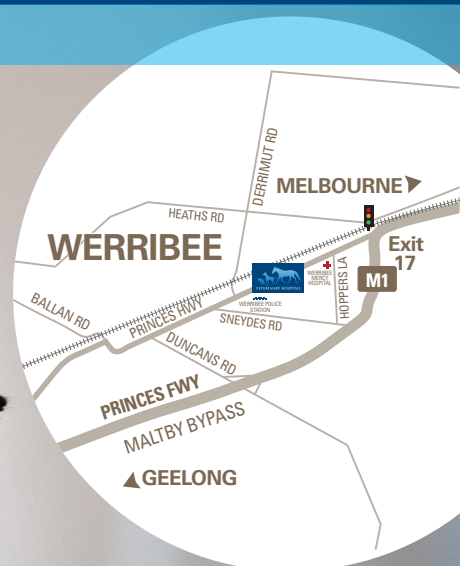 DERRIMUT RD
MELBOURNE
HEATHS RD
WERRIBEE
Exit
17
VETERINARY HOSPITAL
WERRIBEE
MERCY
HOSPITAL
HOPPERS LA
M1
BALLAN RD
PRINCES HWY
WERRIBEE POLICE
STATION
SNEYDES RD
DUNCANS RD
PRINCES FWY
MALTBY BYPASS
GEELONG